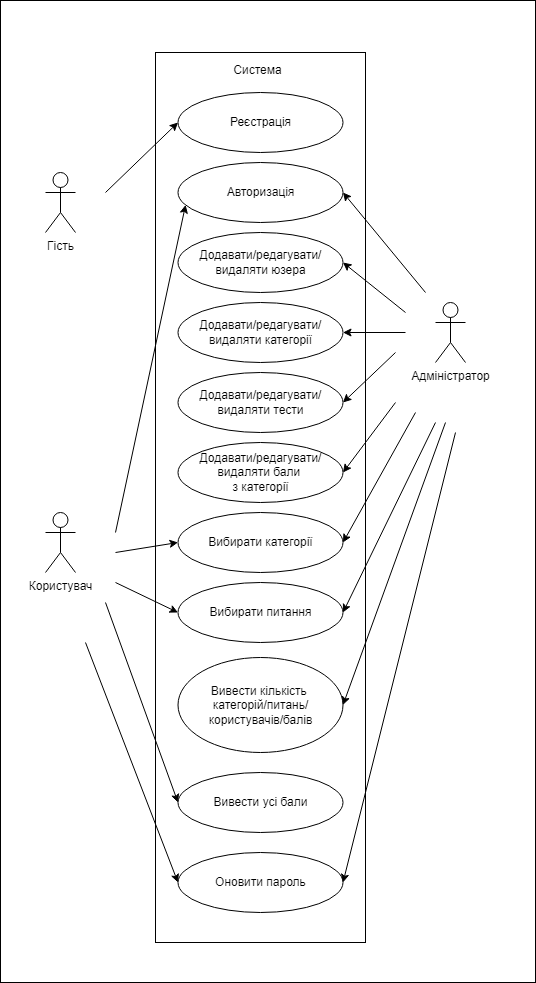 Система
Реєстрація
Авторизація
Гість
Додавати/редагувати/
видаляти юзера
Додавати/редагувати/
видаляти категорії
Адміністратор
Додавати/редагувати/
видаляти тести
Додавати/редагувати/
видаляти бали
з категорії
Вибирати категорії
Користувач
Вибирати питання
Вивести кількість
категорій/питань/
користувачів/балів
Вивести усі бали
Оновити пароль